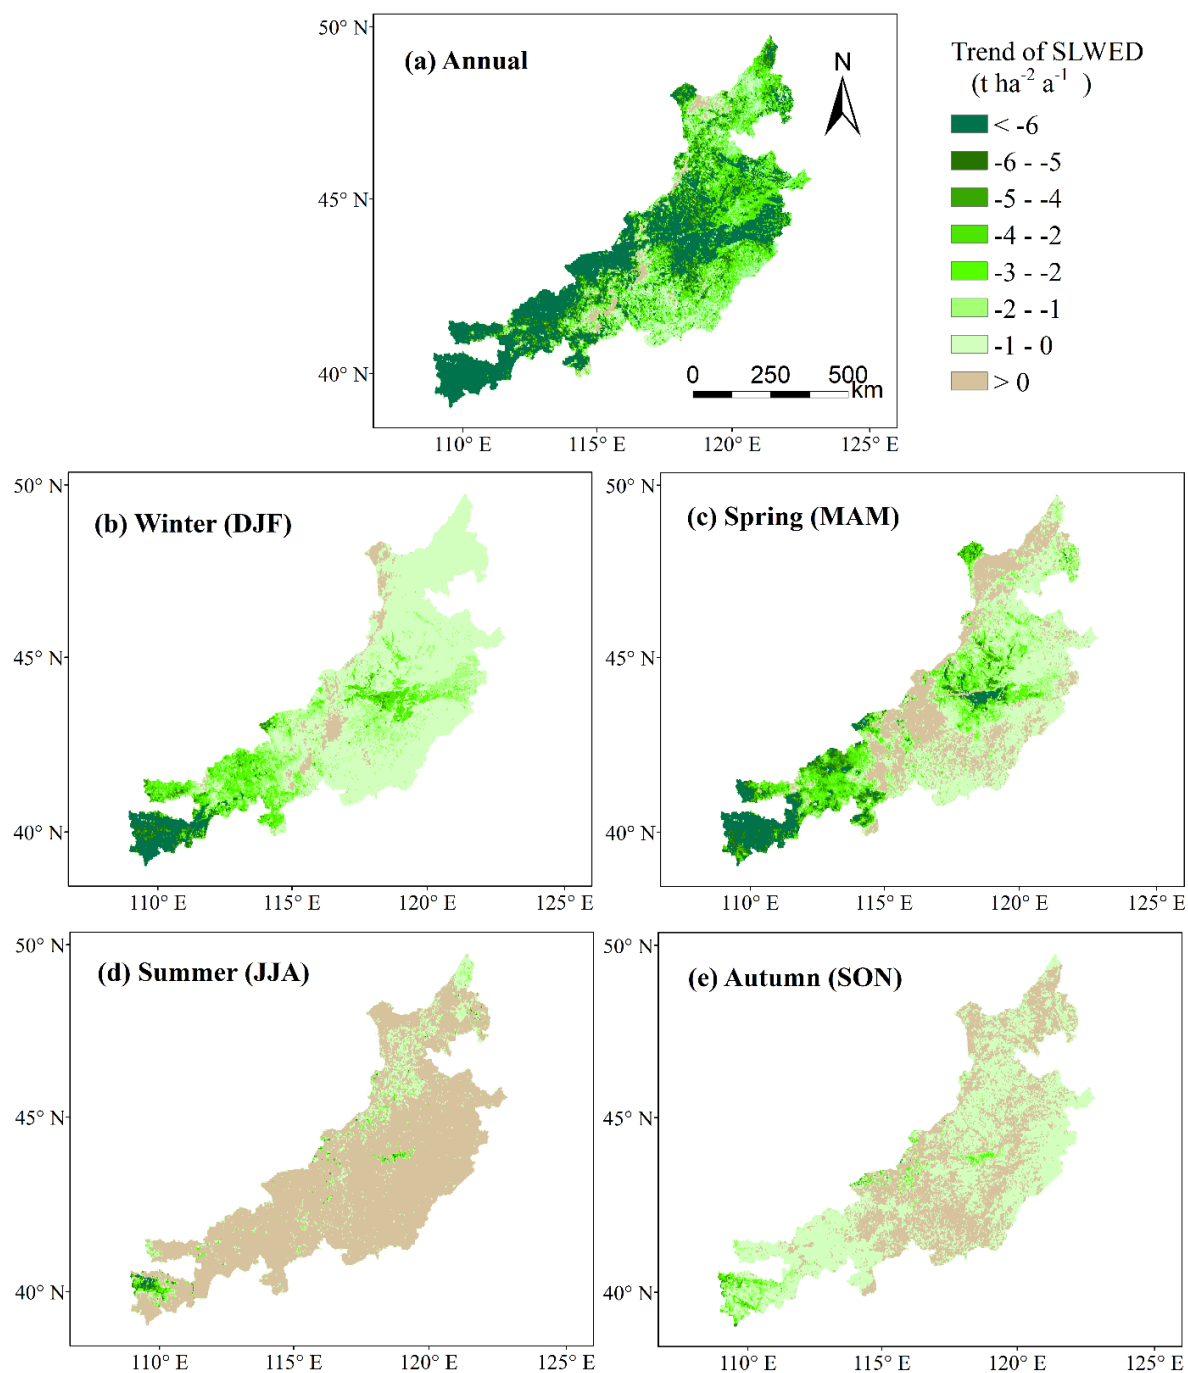 50° N
(a) Annual
N
45° N
40° N
0 250 500
km
110° E 115° E 120° E 125° E
Trend of SLWED
(t ha-2 a-1 )
< -6
-6 - -5
-5 - -4
-4 - -2
-3 - -2
-2 - -1
-1 - 0
> 0
50° N
(b) Winter (DJF)
45° N
40° N
110° E 115° E 120° E 125° E
50° N
(c) Spring (MAM)
45° N
40° N
110° E 115° E 120° E 125° E
50° N
(d) Summer (JJA)
45° N
40° N
110° E 115° E 120° E 125° E
50° N
(e) Autumn (SON)
45° N
40° N
110° E 115° E 120° E 125° E